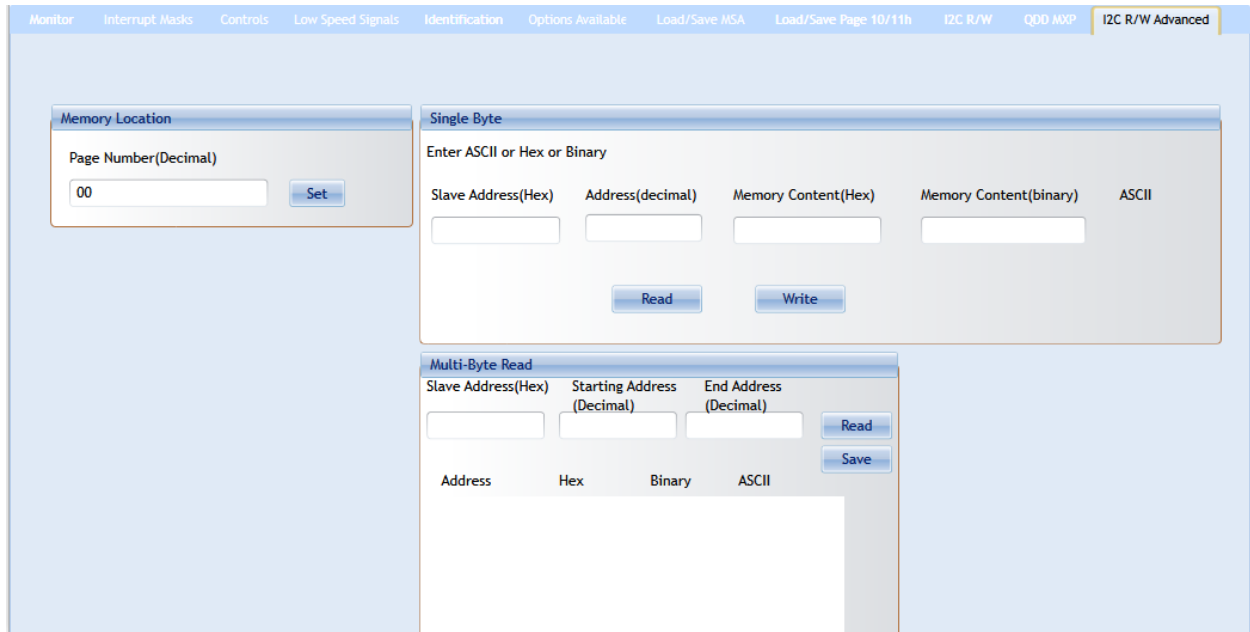 Monitor Interrupt Masks Controls Low Speed Signals Identification Options Available Load/Save MSA Load/Save Page 10/11h I2C R/W QDD MXP I2C R/W Advanced
Memory Location
Page Number(Decimal)
00 Set
Single Byte
Enter ASCII or Hex or Binary
Slave Address(Hex) Address(decimal) Memory Content(Hex) Memory Content(binary) ASCII
Read Write
Multi-Byte Read
Slave Address(Hex) Starting Address (Decimal) End Address (Decimal)
Read
Save
Address Hex Binary ASCII